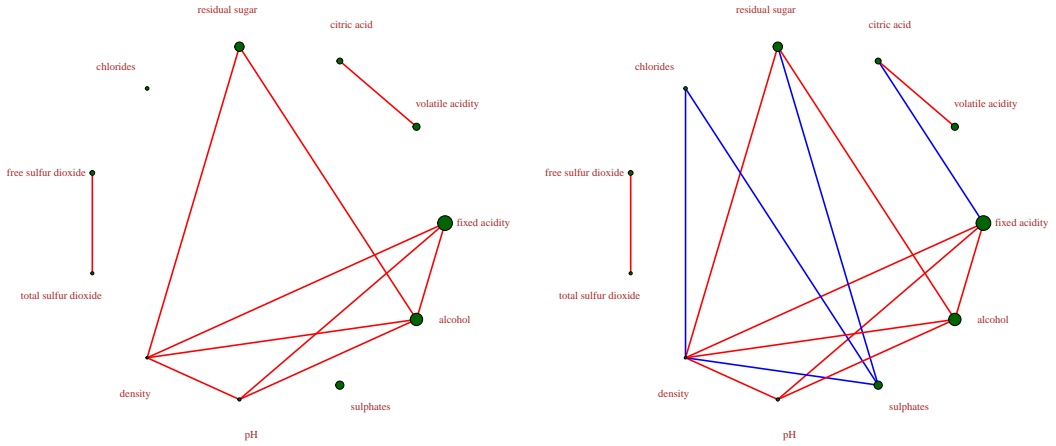 residual sugar
citric acid
chlorides
volatile acidity
free sulfur dioxide
fixed acidity
total sulfur dioxide
alcohol
density
sulphates
pH
residual sugar
citric acid
chlorides
volatile acidity
free sulfur dioxide
fixed acidity
total sulfur dioxide
alcohol
density
sulphates
pH